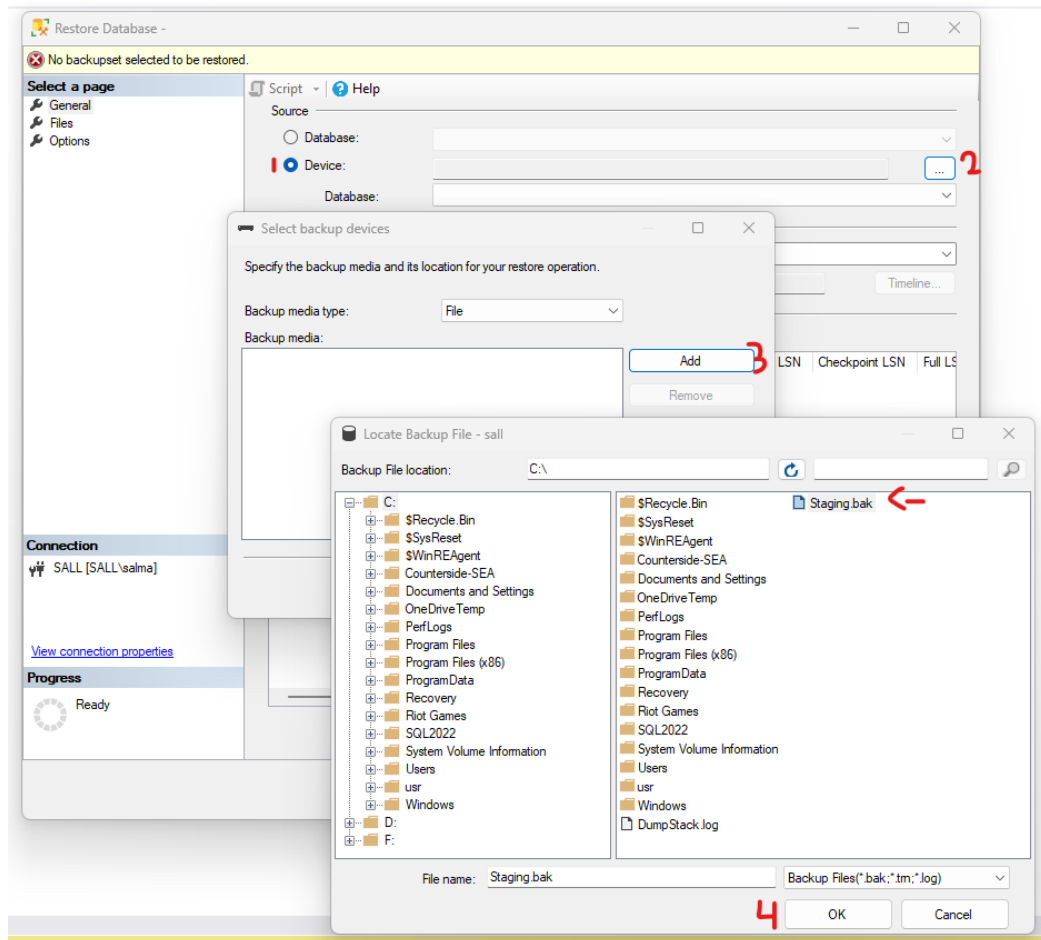 Restore Database -
No backupset selected to be restored.
Select a page
General
Files
Options
Script
Help
Source
Database:
1
Device:
...
2
Database:
Select backup devices
Specify the backup media and its location for your restore operation.
Timeline...
Backup media type:
File
Backup media:
Add
3
LSN
Checkpoint LSN
Full LS
Remove
Locate Backup File - sall
Backup File location:
C:\
C:
$Recycle.Bin
$SysReset
$WinREAgent
Counterside-SEA
Documents and Settings
OneDriveTemp
PerfLogs
Program Files
Program Files (x86)
ProgramData
Recovery
Riot Games
SQL2022
System Volume Information
Users
usr
Windows
D:
F:
$Recycle.Bin
$SysReset
$WinREAgent
Counterside-SEA
Documents and Settings
OneDriveTemp
PerfLogs
Program Files
Program Files (x86)
ProgramData
Recovery
Riot Games
SQL2022
System Volume Information
Users
usr
Windows
DumpStack.log
Staging.bak
File name:
Staging.bak
Backup Files(*.bak;*.trn;*.log)
4
OK
Cancel
Connection
SALL [SALL\salma]
View connection properties
Progress
Ready